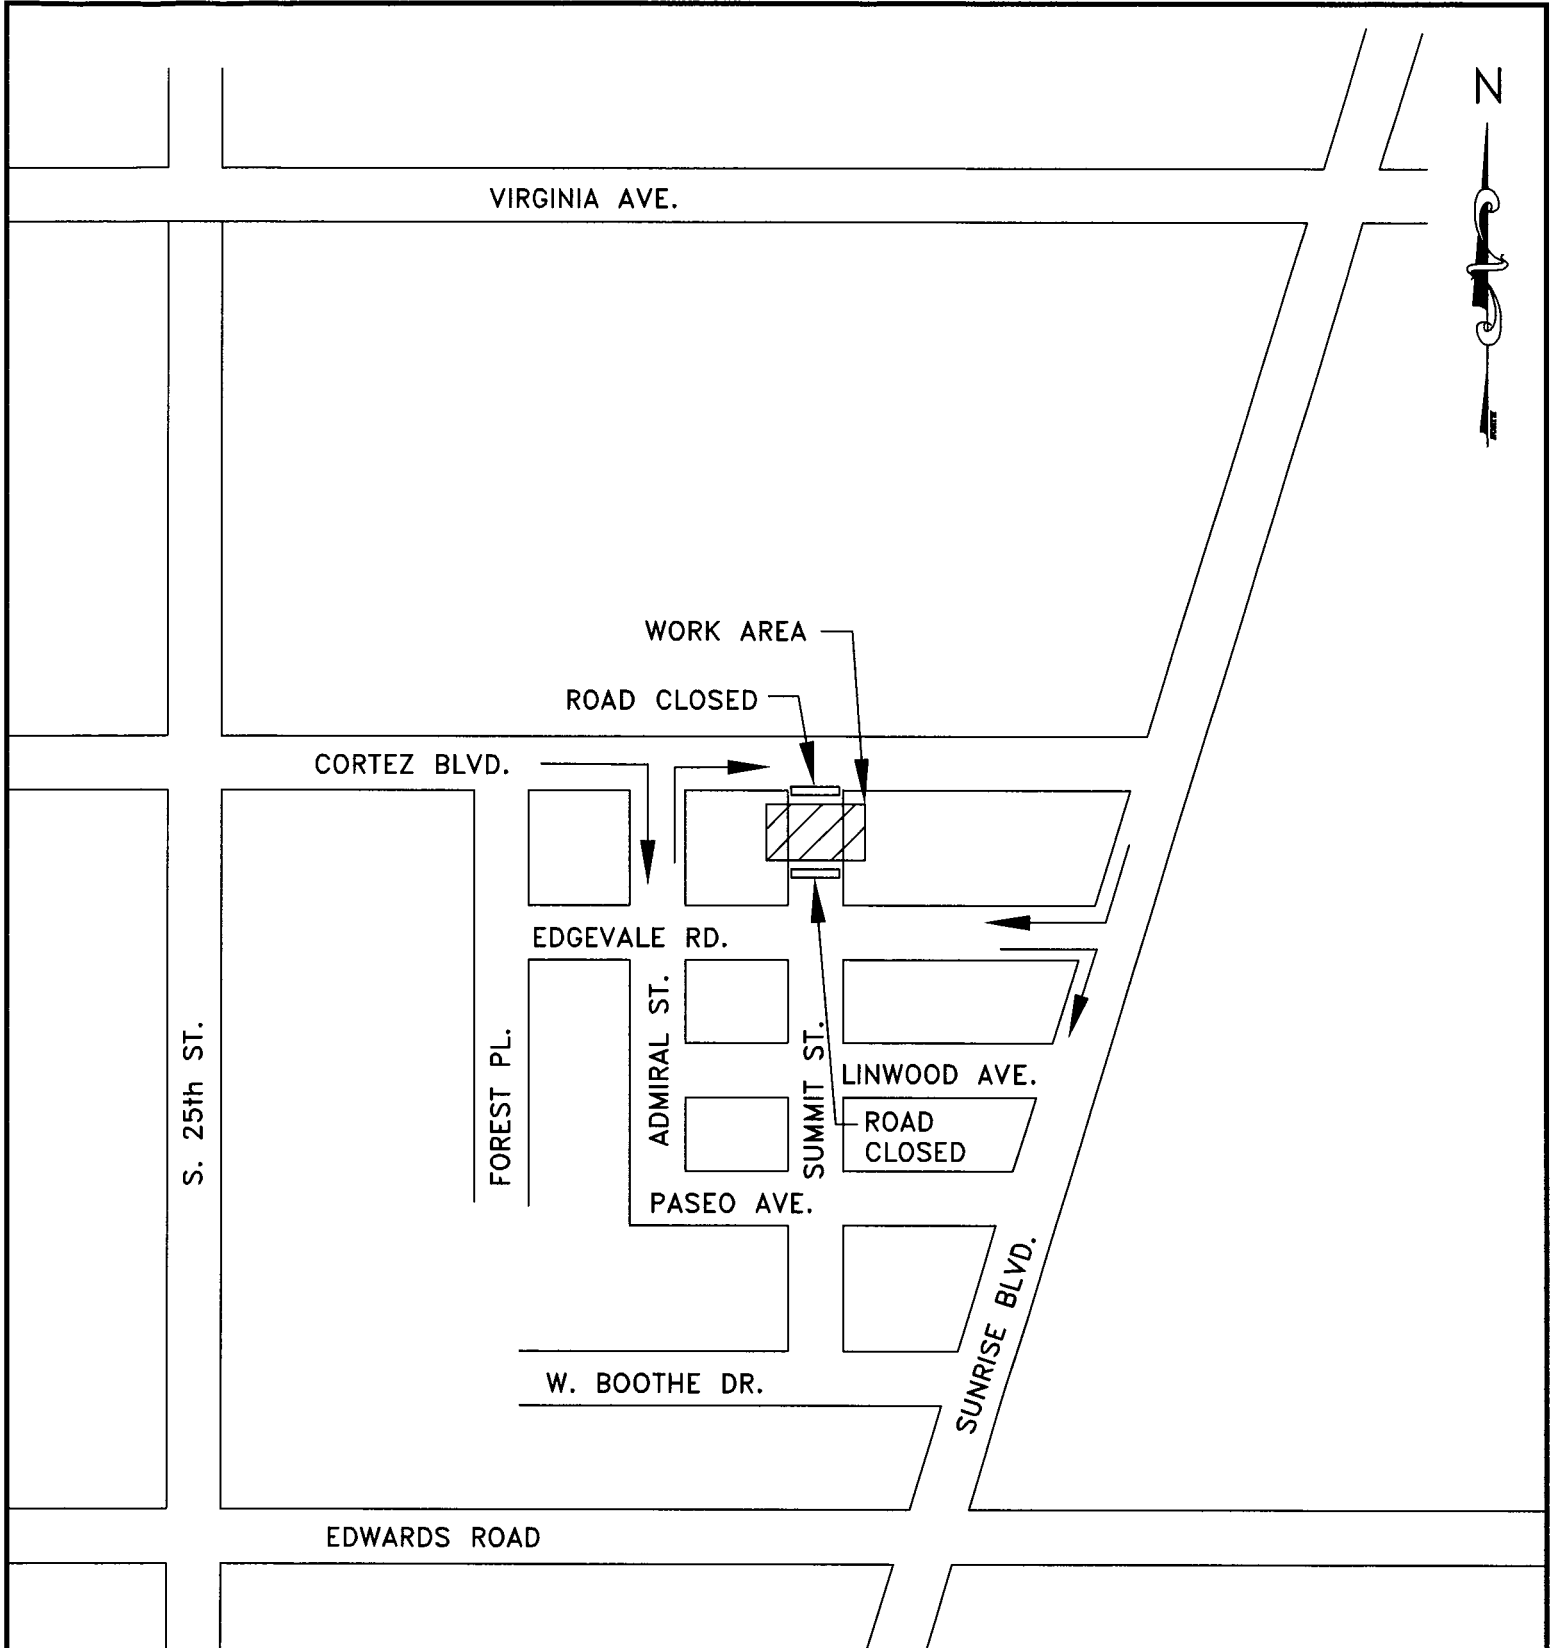 N
VIRGINIA AVE.
NORTH
WORK AREA
ROAD CLOSED
CORTEZ BLVD.
EDGEVALE RD.
S. 25th ST.
FOREST PL.
ADMIRAL ST.
SUMMIT ST.
LINWOOD AVE.
ROAD
CLOSED
PASEO AVE.
SUNRISE BLVD.
W. BOOTHE DR.
EDWARDS ROAD